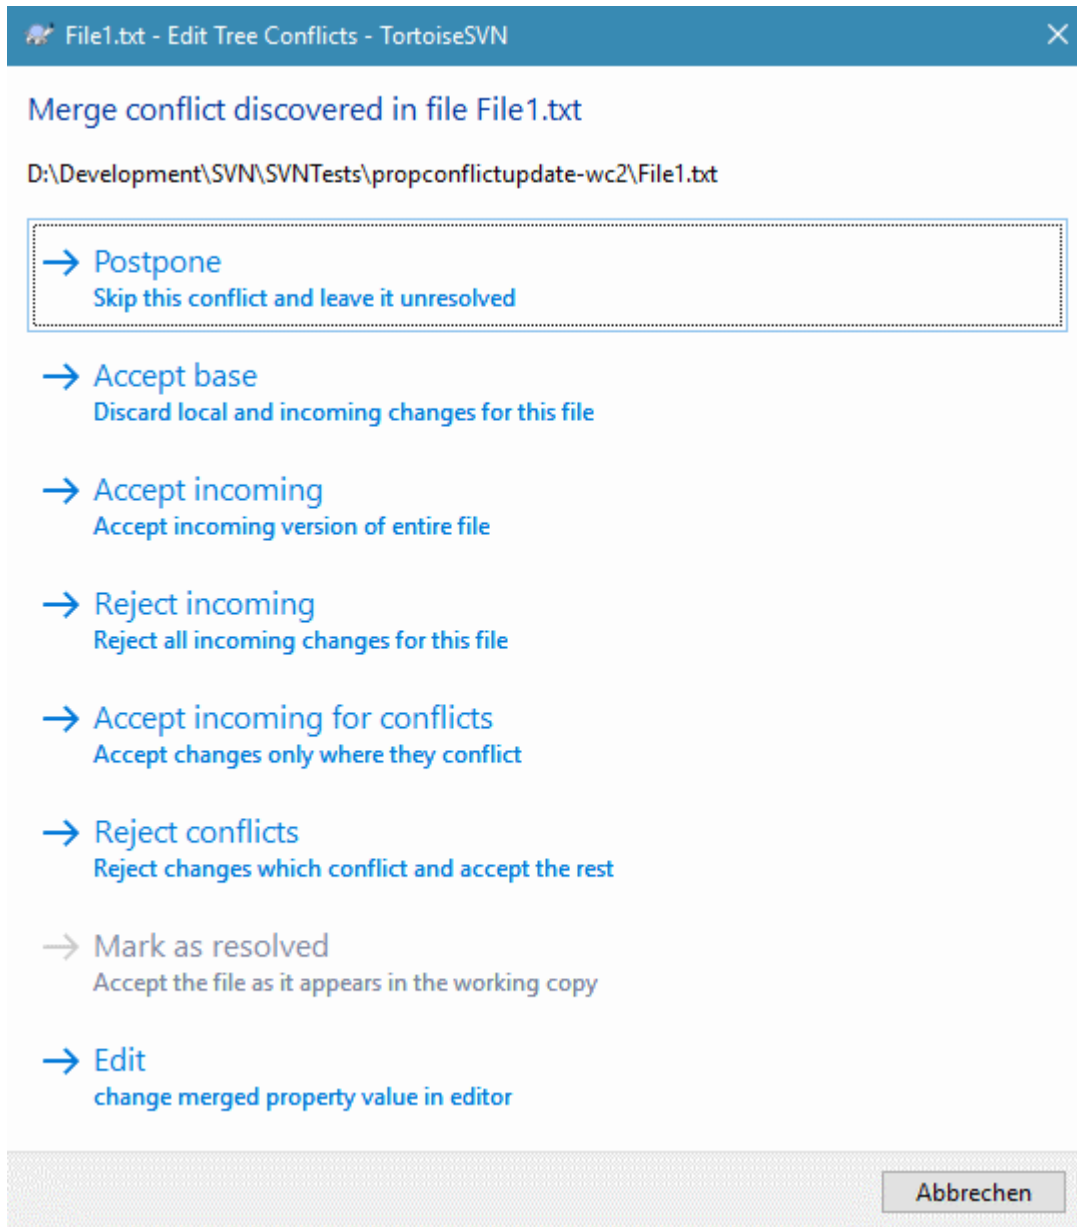 File1.txt - Edit Tree Conflicts - TortoiseSVN
Merge conflict discovered in file File1.txt
D:\Development\SVN\SVNTests\propconflictupdate-wc2\File1.txt
Postpone
Skip this conflict and leave it unresolved
Accept base
Discard local and incoming changes for this file
Accept incoming
Accept incoming version of entire file
Reject incoming
Reject all incoming changes for this file
Accept incoming for conflicts
Accept changes only where they conflict
Reject conflicts
Reject changes which conflict and accept the rest
Mark as resolved
Accept the file as it appears in the working copy
Edit
change merged property value in editor
Abbrechen